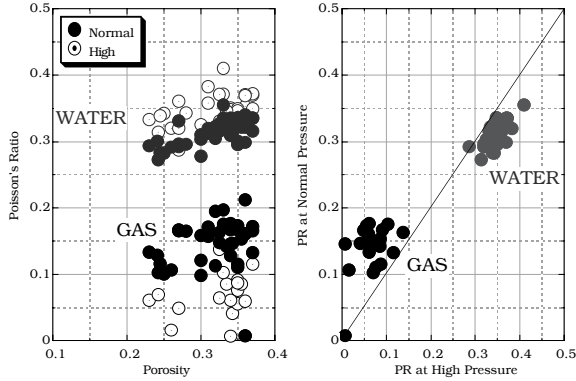 0.5
0.4
0.3
0.2
0.1
0
Poisson's Ratio
Normal
High
WATER
GAS
0.1
0.2
0.3
0.4
Porosity
0.5
0.4
0.3
0.2
0.1
0
PR at Normal Pressure
WATER
GAS
0.0
0.1
0.2
0.3
0.4
0.5
PR at High Pressure